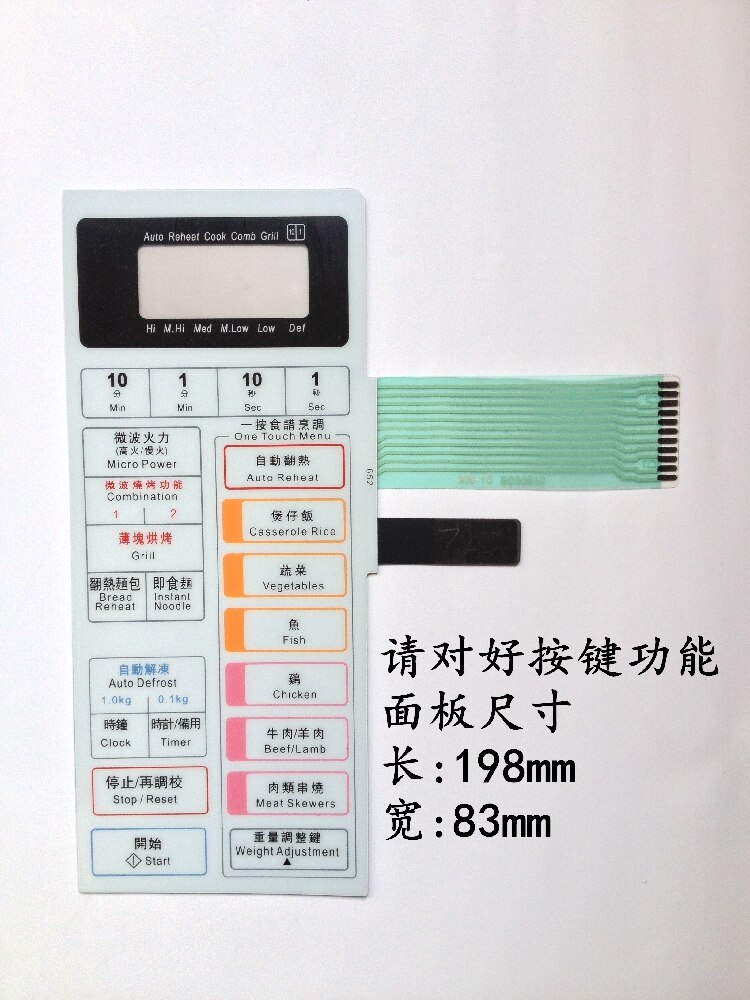 Auto Reheat Cook Comb Grill 10 1
Hi M.Hi Med M.Low Low Def
10 1 10 1
分 分 秒 秒
Min Min Sec Sec
微波火力
(高火/慢火)
Micro Power
微波燒烤功能
Combination
1 2
薄塊烘烤
Grill
翻熱麵包 即食麵
Bread Instant
Reheat Noodle
自動解凍
Auto Defrost
1.0kg 0.1kg
時鐘 時計/備用
Clock Timer
停止/再調校
Stop / Reset
開始
Start
一按食譜烹調
One Touch Menu
自動翻熱
Auto Reheat
煲仔飯
Casserole Rice
蔬菜
Vegetables
魚
Fish
鷄
Chicken
牛肉/羊肉
Beef/Lamb
肉類串燒
Meat Skewers
重量調整鍵
Weight Adjustment
652
请对好按键功能
面板尺寸
长:198mm
宽:83mm